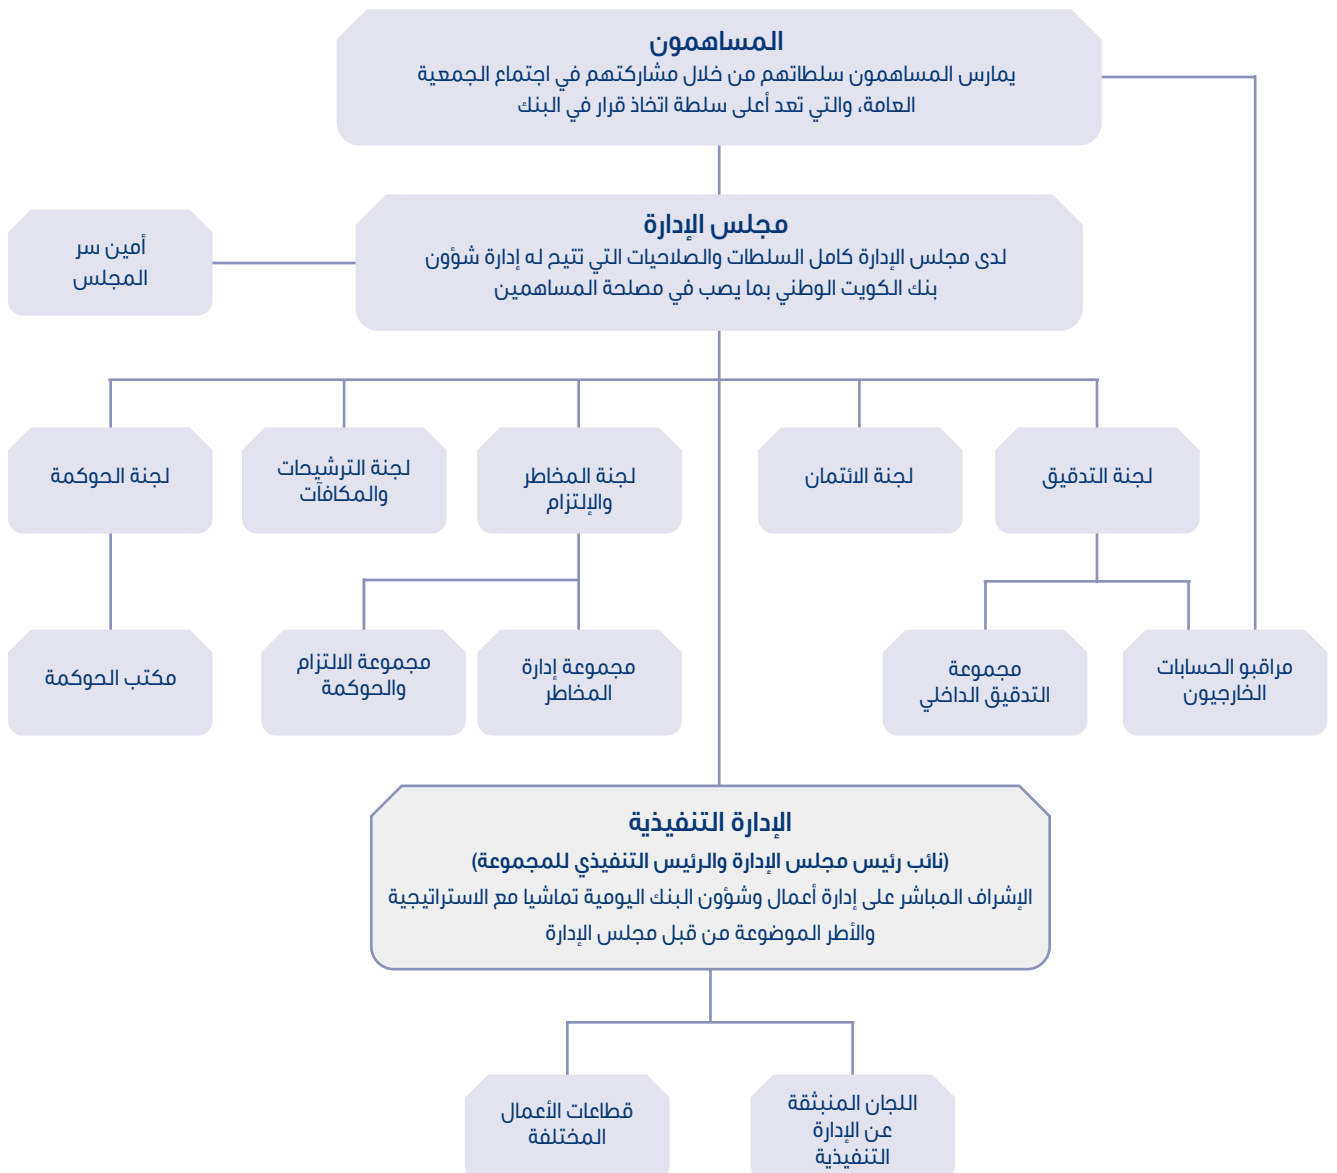 المساهمون
يمارس المساهمون سلطاتهم من خلال مشاركتهم في اجتماع الجمعية
العامة، والتي تعد أعلى سلطة اتخاذ قرار في البنك
مجلس الإدارة
لدى مجلس الإدارة كامل السلطات والصلاحيات التي تتيح له إدارة شؤون
بنك الكويت الوطني بما يصب في مصلحة المساهمين
أمين سر
المجلس
لجنة التدقيق
لجنة الائتمان
لجنة المخاطر
والإلتزام
لجنة الترشيحات
والمكافآت
لجنة الحوكمة
مراقبو الحسابات
الخارجيون
مجموعة
التدقيق الداخلي
مجموعة إدارة
المخاطر
مجموعة الالتزام
والحوكمة
مكتب الحوكمة
الإدارة التنفيذية
(نائب رئيس مجلس الإدارة والرئيس التنفيذي للمجموعة)
الإشراف المباشر على إدارة أعمال وشؤون البنك اليومية تماشيا مع الاستراتيجية
والأطر الموضوعة من قبل مجلس الإدارة
اللجان المنبثقة
عن الإدارة
التنفيذية
قطاعات الأعمال
المختلفة